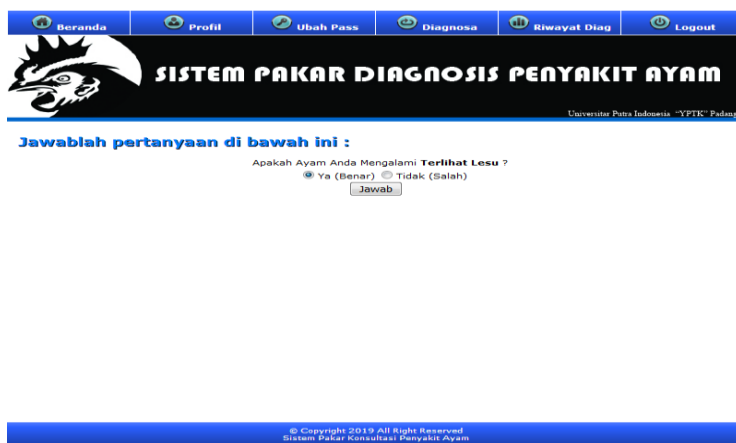 Beranda Profil Ubah Pass Diagnosa Riwayat Diag Logout
SISTEM PAKAR DIAGNOSIS PENYAKIT AYAM
Universitar Putra Indonesia "YPTK" Padang
Jawablah pertanyaan di bawah ini :
Apakah Ayam Anda Mengalami Terlihat Lesu ?
Ya (Benar) Tidak (Salah)
Jawab
© Copyright 2019 All Right Reserved
Sistem Pakar Konsultasi Penyakit Ayam